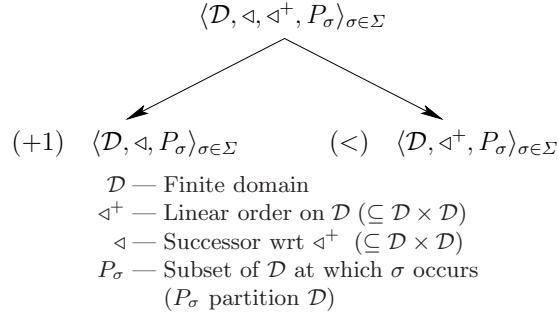 ⟨𝒟, ◁, ◁⁺, P_σ⟩_{σ∈Σ}
(+1) ⟨𝒟, ◁, P_σ⟩_{σ∈Σ} (<) ⟨𝒟, ◁⁺, P_σ⟩_{σ∈Σ}
𝒟 — Finite domain
◁⁺ — Linear order on 𝒟 (⊆ 𝒟 × 𝒟)
◁ — Successor wrt ◁⁺ (⊆ 𝒟 × 𝒟)
P_σ — Subset of 𝒟 at which σ occurs
(P_σ partition 𝒟)